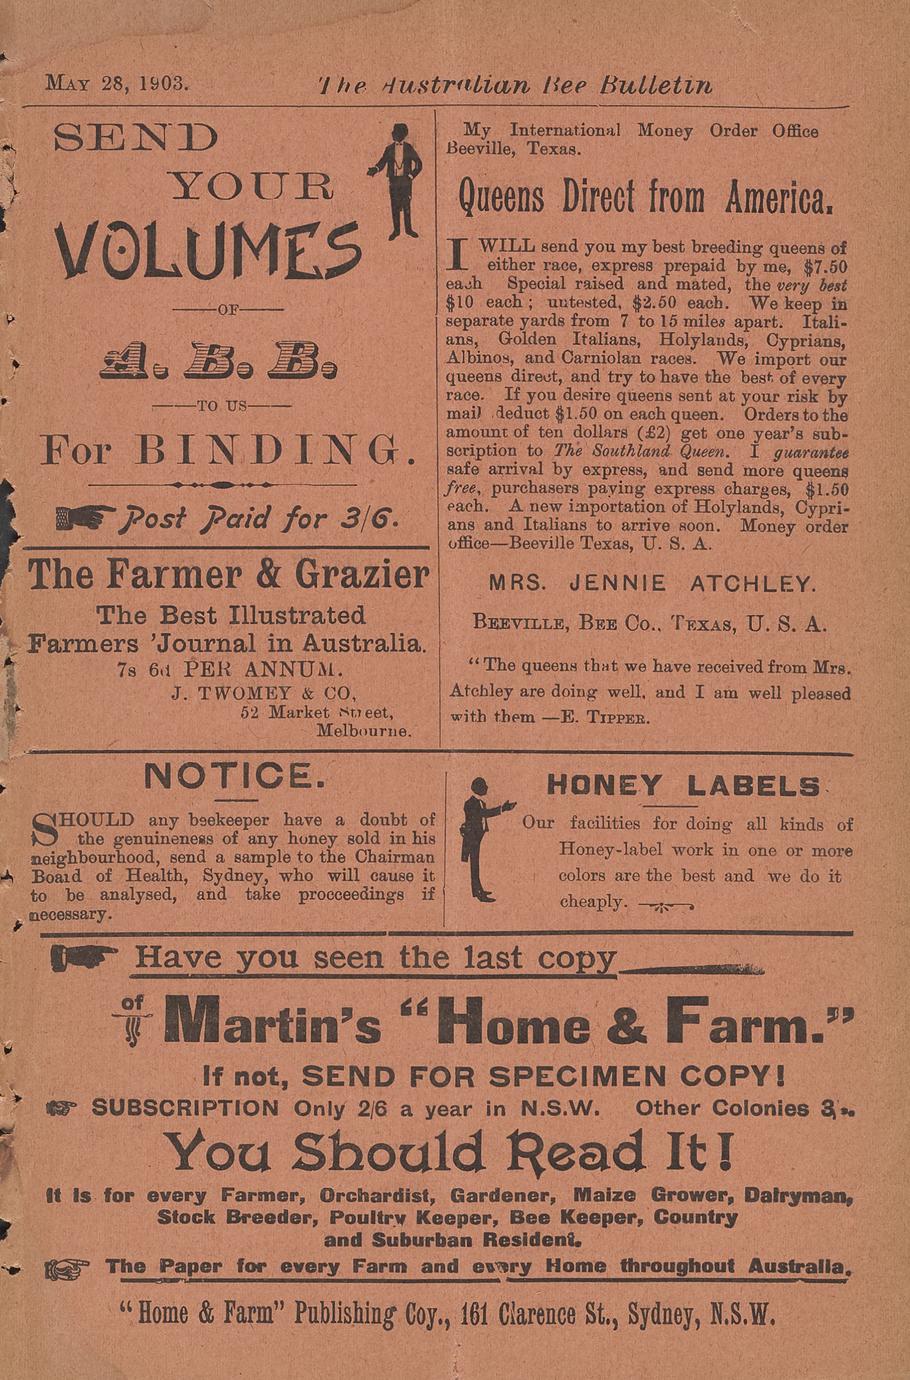 MAY 28, 1903.
The Australian Bee Bulletin
SEND
YOUR
VOLUMES
—OF—
A. B. B.
—TO US—
For BINDING.
Post Paid for 3/6.
The Farmer & Grazier
The Best Illustrated
Farmers 'Journal in Australia.
7s 6d PER ANNUM.
J. TWOMEY & CO,
52 Market Street,
Melbourne.
My International Money Order Office
Beeville, Texas.
Queens Direct from America.
I WILL send you my best breeding queens of
either race, express prepaid by me, $7.50
each Special raised and mated, the very best
$10 each; untested, $2.50 each. We keep in
separate yards from 7 to 15 miles apart. Itali-
ans, Golden Italians, Holylands, Cyprians,
Albinos, and Carniolan races. We import our
queens direct, and try to have the best of every
race. If you desire queens sent at your risk by
mail deduct $1.50 on each queen. Orders to the
amount of ten dollars (£2) get one year's sub-
scription to The Southland Queen. I guarantee
safe arrival by express, and send more queens
free, purchasers paying express charges, $1.50
each. A new importation of Holylands, Cypri-
ans and Italians to arrive soon. Money order
office—Beeville Texas, U. S. A.
MRS. JENNIE ATCHLEY.
BEEVILLE, BEE Co., TEXAS, U. S. A.
"The queens that we have received from Mrs.
Atchley are doing well, and I am well pleased
with them —E. TIPPER.
NOTICE.
SHOULD any beekeeper have a doubt of
the genuineness of any honey sold in his
neighbourhood, send a sample to the Chairman
Board of Health, Sydney, who will cause it
to be analysed, and take procceedings if
necessary.
HONEY LABELS
Our facilities for doing all kinds of
Honey-label work in one or more
colors are the best and we do it
cheaply.
Have you seen the last copy
of Martin's "Home & Farm."
If not, SEND FOR SPECIMEN COPY!
SUBSCRIPTION Only 2/6 a year in N.S.W. Other Colonies 3/-.
You Should Read It!
It is for every Farmer, Orchardist, Gardener, Maize Grower, Dairyman,
Stock Breeder, Poultry Keeper, Bee Keeper, Country
and Suburban Resident.
The Paper for every Farm and every Home throughout Australia.
"Home & Farm" Publishing Coy., 161 Clarence St., Sydney, N.S.W.